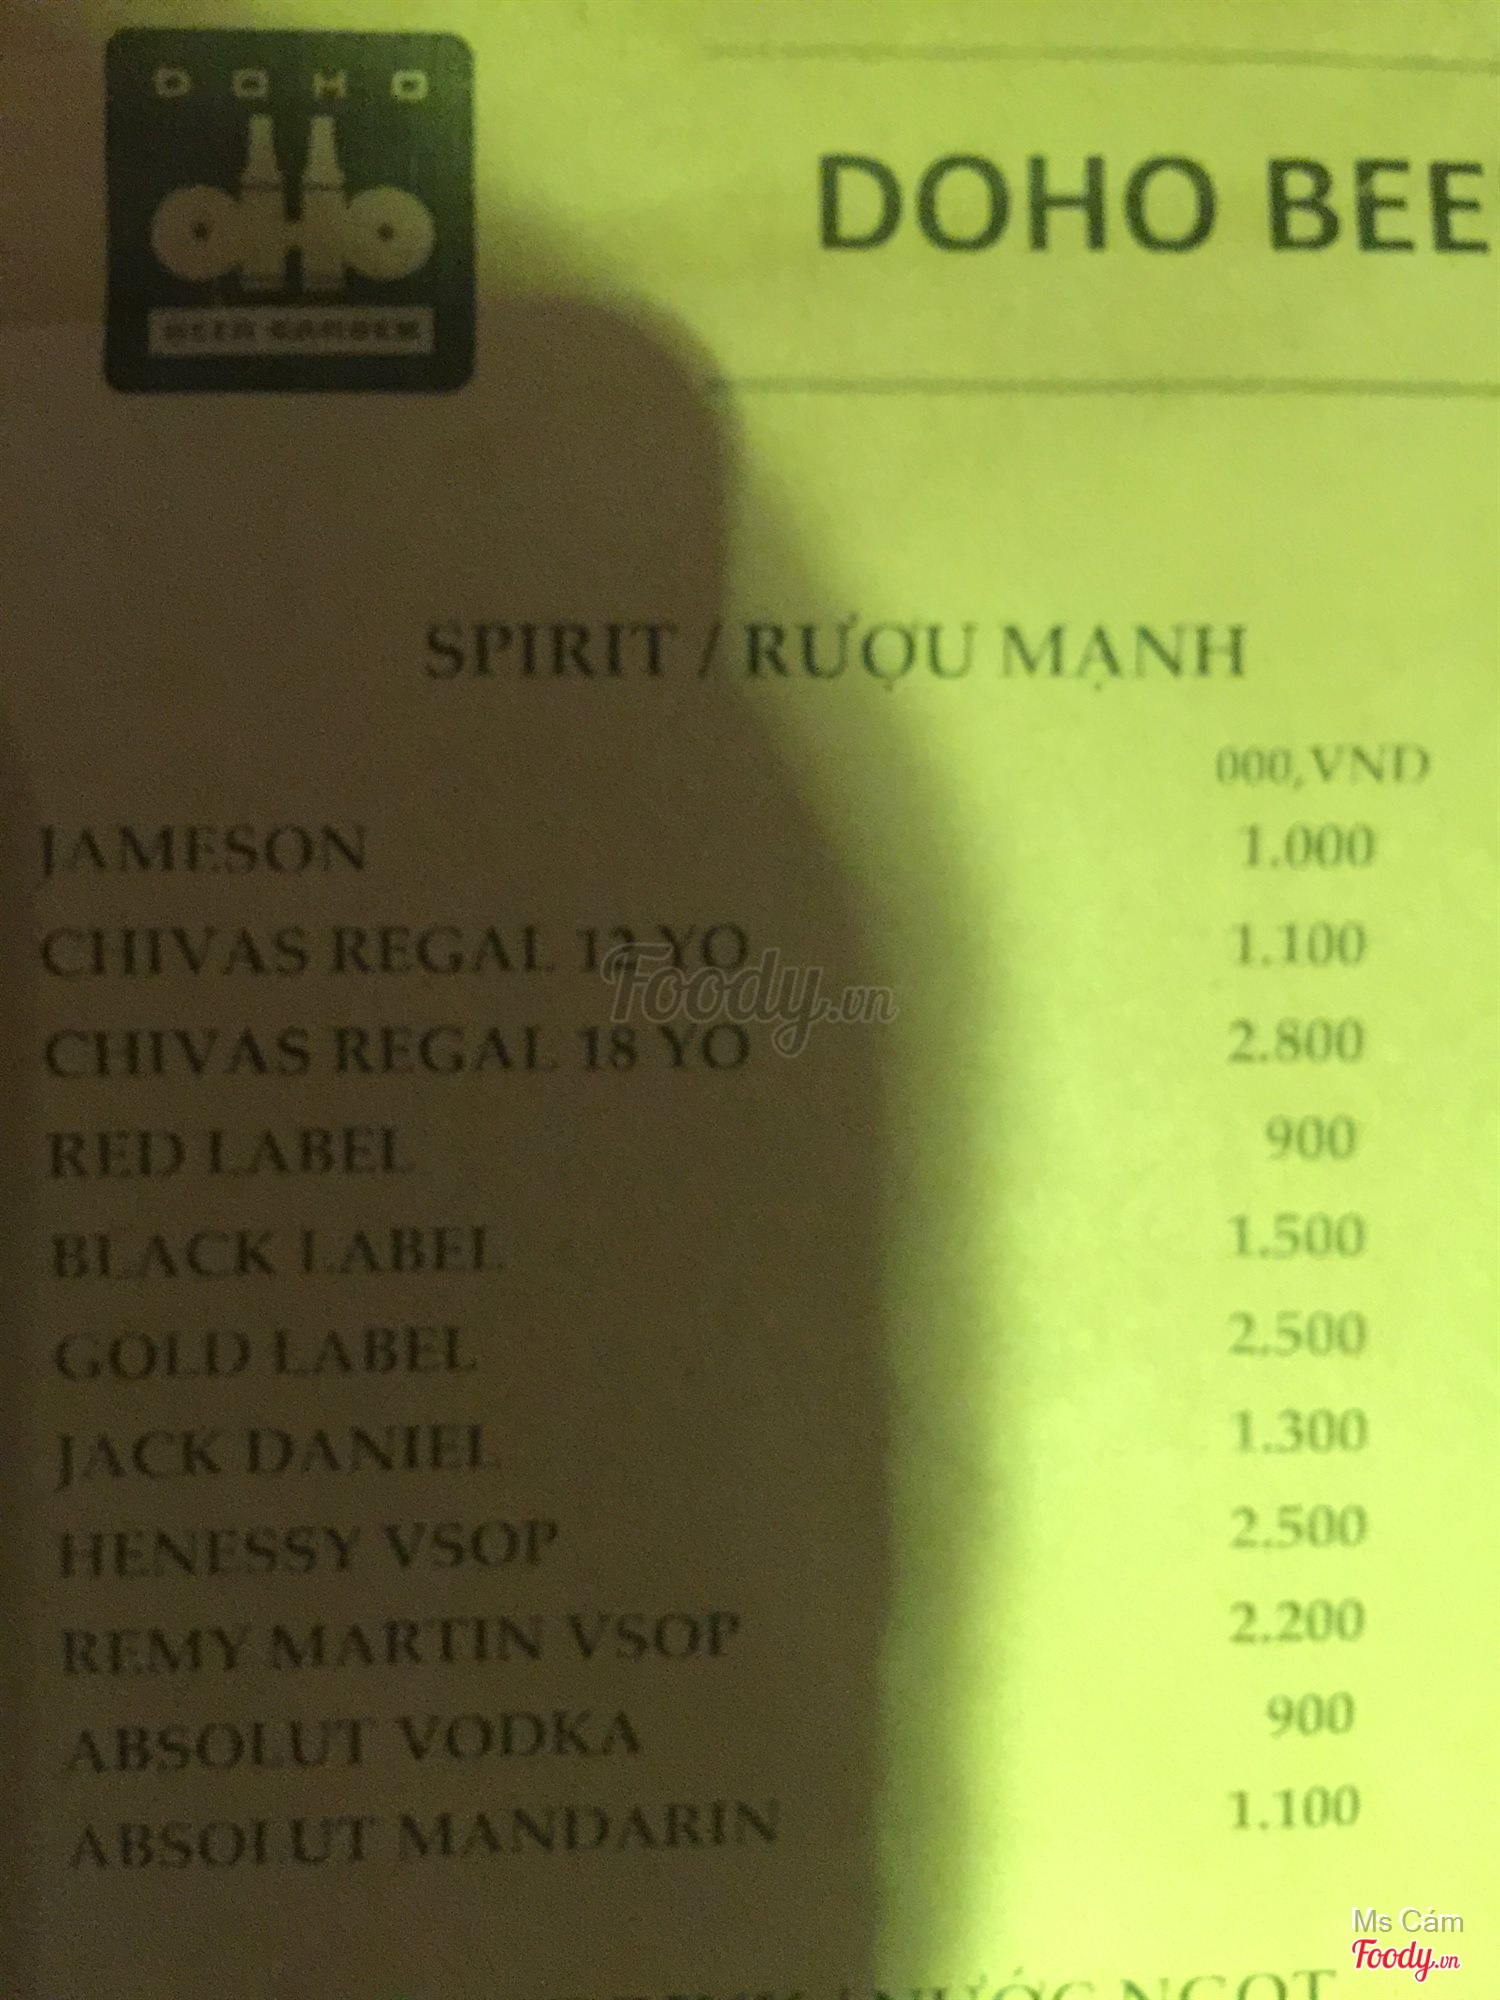 DOHO
OHO
BEER GARDEN
DOHO BEE
SPIRIT / RƯỢU MẠNH
000,VND
JAMESON 1.000
CHIVAS REGAL 12 YO 1.100
CHIVAS REGAL 18 YO 2.800
RED LABEL 900
BLACK LABEL 1.500
GOLD LABEL 2.500
JACK DANIEL 1.300
HENESSY VSOP 2.500
REMY MARTIN VSOP 2.200
ABSOLUT VODKA 900
ABSOLUT MANDARIN 1.100
NƯỚC NGỌT
Foody.vn
Ms Cám
Foody.vn